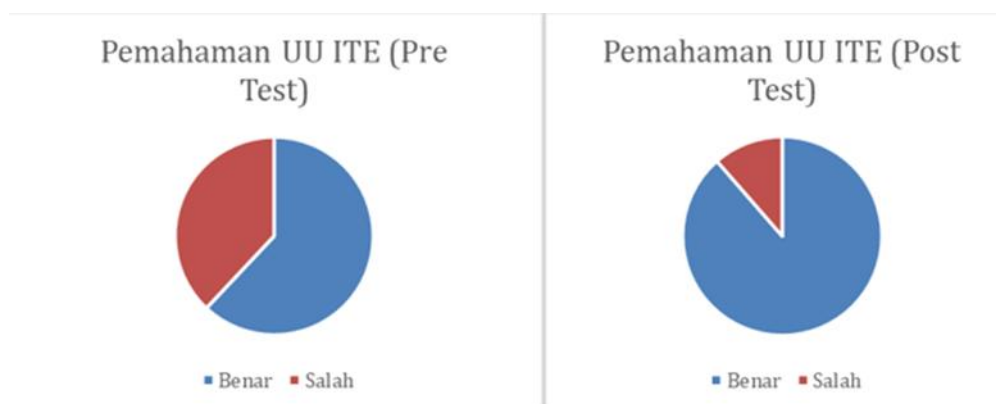 Pemahaman UU ITE (Pre
Test)
Benar Salah
Pemahaman UU ITE (Post
Test)
Benar Salah